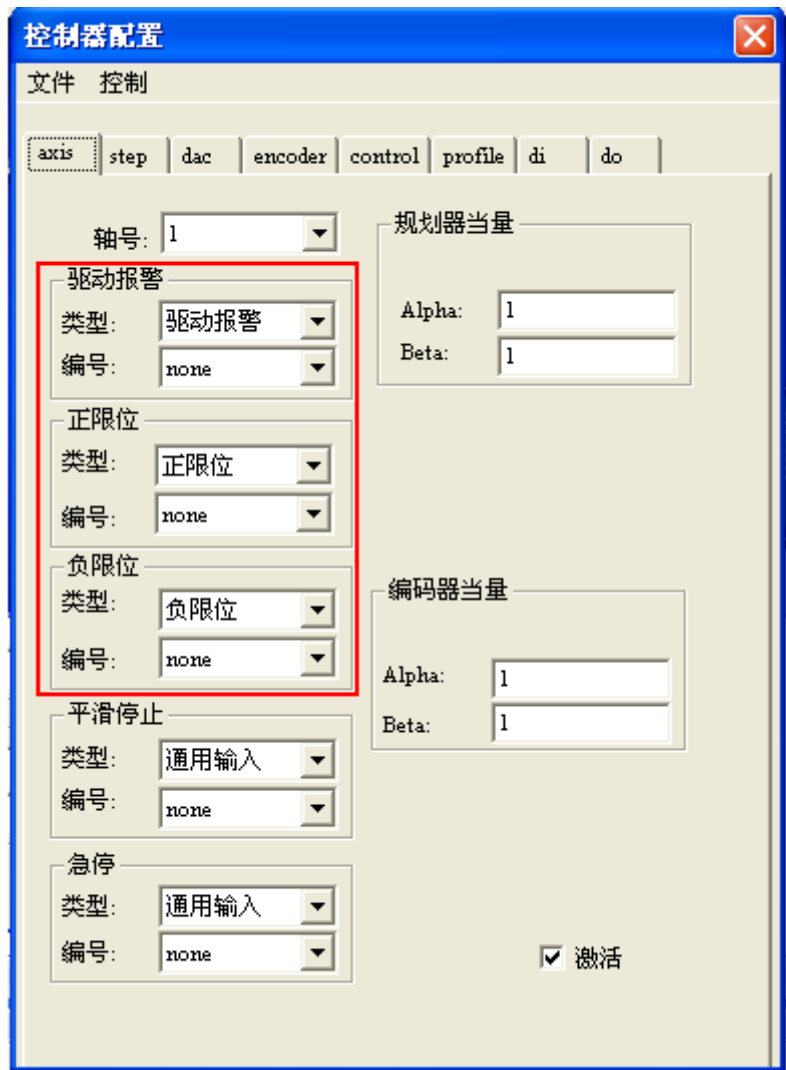 控制器配置
文件 控制
axis step dac encoder control profile di do
轴号: 1
驱动报警
类型: 驱动报警
编号: none
正限位
类型: 正限位
编号: none
负限位
类型: 负限位
编号: none
平滑停止
类型: 通用输入
编号: none
急停
类型: 通用输入
编号: none
规划器当量
Alpha: 1
Beta: 1
编码器当量
Alpha: 1
Beta: 1
激活